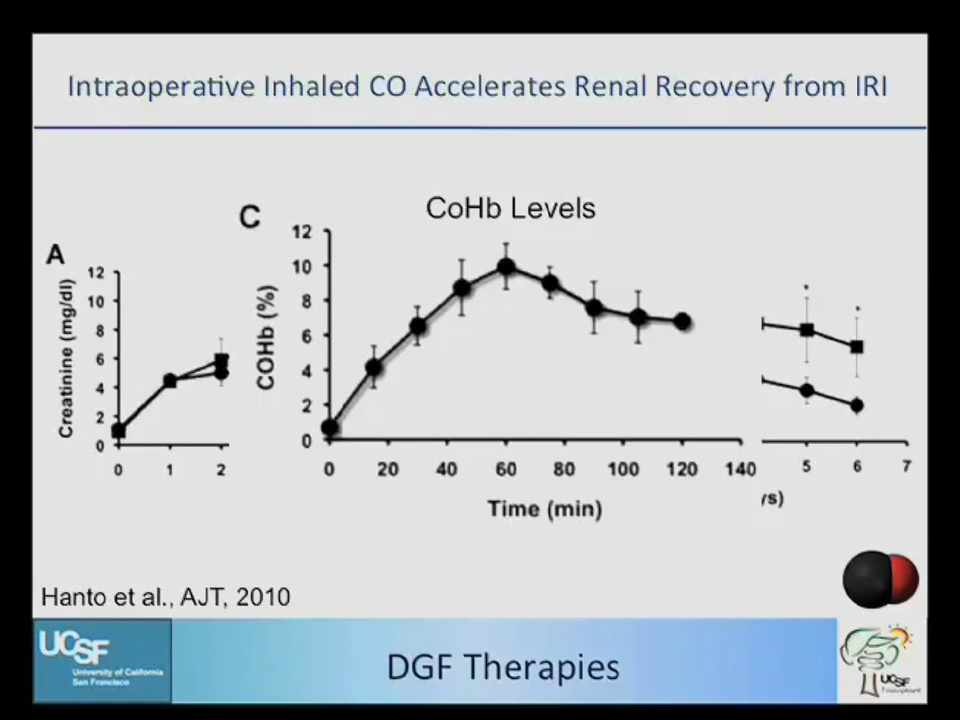 Intraoperative Inhaled CO Accelerates Renal Recovery from IRI
C
CoHb Levels
A
12
10
8
6
4
2
0
Creatinine (mg/dl)
0 1 2
12
10
8
6
4
2
0
COHb (%)
0 20 40 60 80 100 120 140
Time (min)
* *
5 6 7
ys)
Hanto et al., AJT, 2010
UCSF
University of California
San Francisco
DGF Therapies
UCSF
Transplant